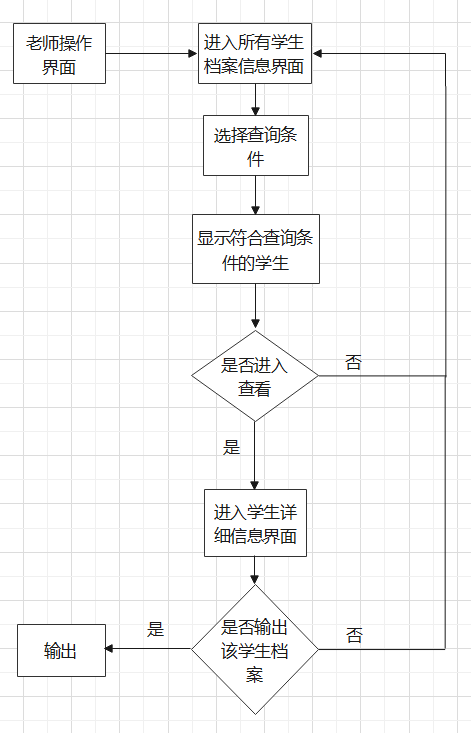 老师操作
界面
进入所有学生
档案信息界面
选择查询条
件
显示符合查询条
件的学生
是否进入
查看
否
是
进入学生详
细信息界面
是否输出
该学生档
案
是
否
输出